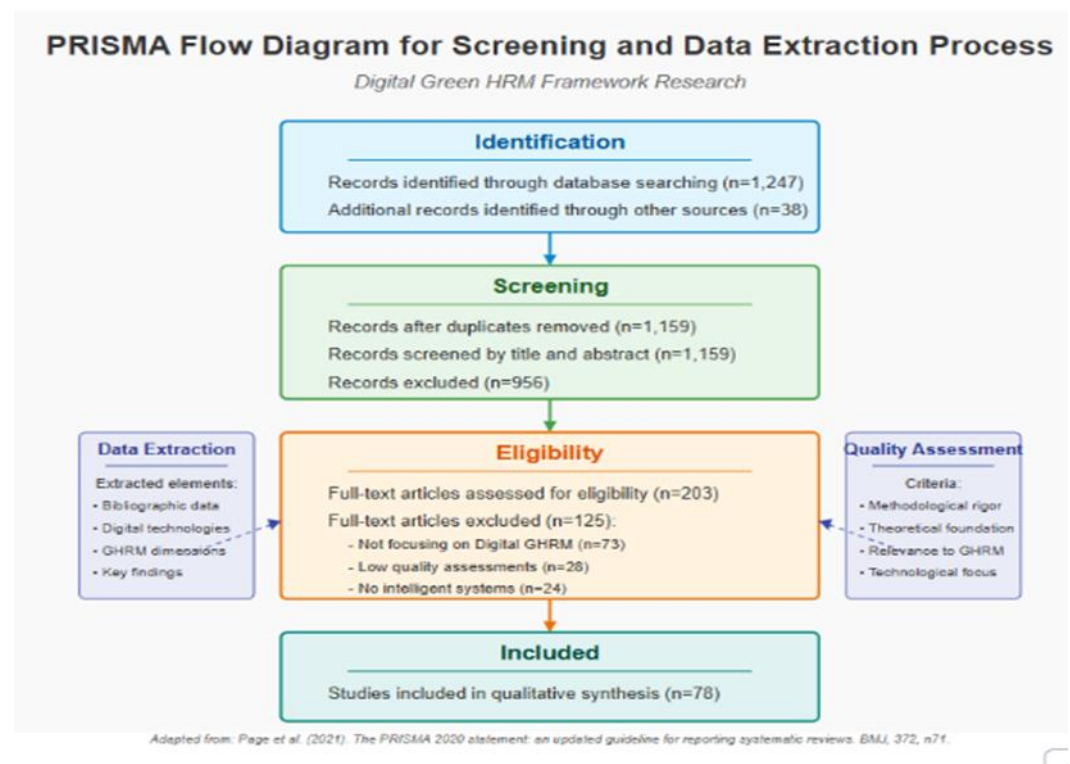 PRISMA Flow Diagram for Screening and Data Extraction Process
Digital Green HRM Framework Research
Identification
Records identified through database searching (n=1,247)
Additional records identified through other sources (n=38)
Screening
Records after duplicates removed (n=1,159)
Records screened by title and abstract (n=1,159)
Records excluded (n=956)
Data Extraction
Extracted elements:
• Bibliographic data
• Digital technologies
• GHRM dimensions
• Key findings
Eligibility
Full-text articles assessed for eligibility (n=203)
Full-text articles excluded (n=125):
- Not focusing on Digital GHRM (n=73)
- Low quality assessments (n=28)
- No intelligent systems (n=24)
Quality Assessment
Criteria:
• Methodological rigor
• Theoretical foundation
• Relevance to GHRM
• Technological focus
Included
Studies included in qualitative synthesis (n=78)
Adapted from: Page et al. (2021). The PRISMA 2020 statement: an updated guideline for reporting systematic reviews. BMJ, 372, n71.